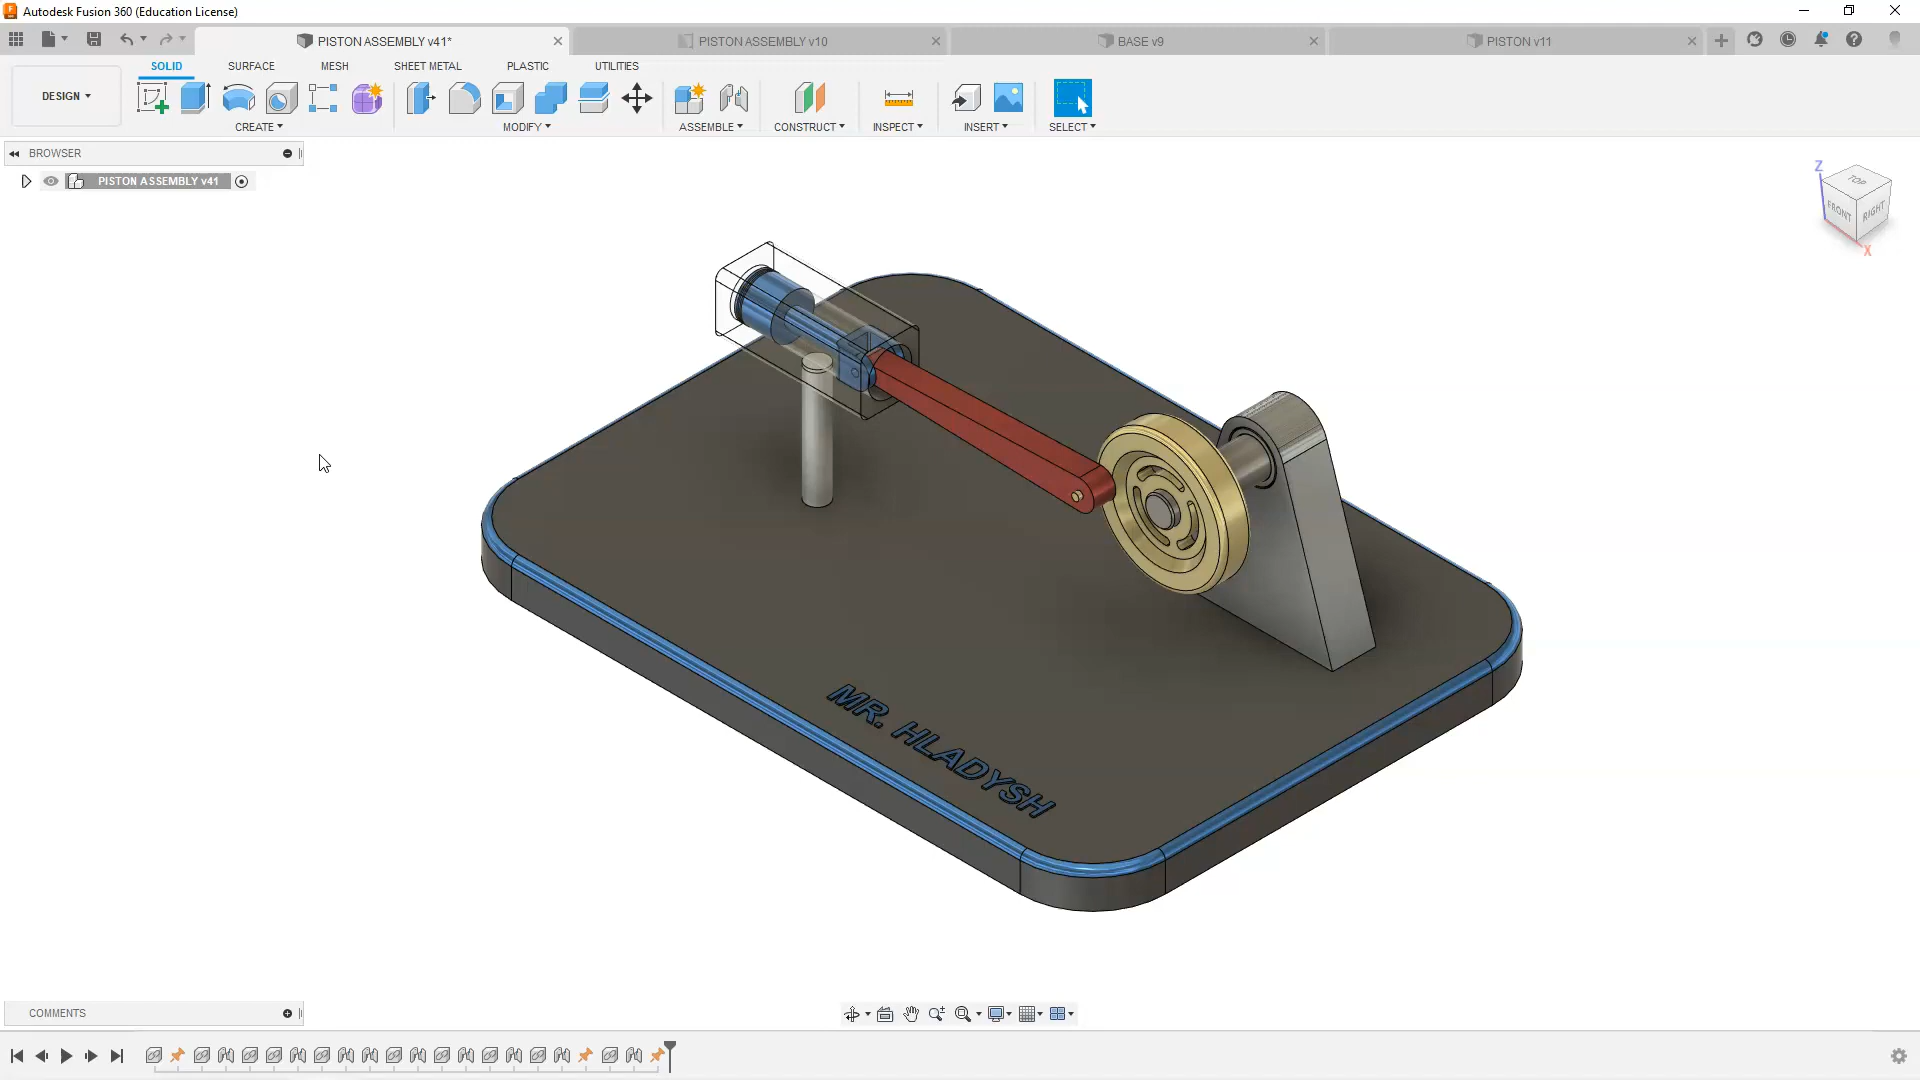 Autodesk Fusion 360 (Education License)
PISTON ASSEMBLY v41*
PISTON ASSEMBLY v10
BASE v9
PISTON v11
DESIGN
SOLID
SURFACE
MESH
SHEET METAL
PLASTIC
UTILITIES
CREATE
MODIFY
ASSEMBLE
CONSTRUCT
INSPECT
INSERT
SELECT
BROWSER
PISTON ASSEMBLY v41
Z
TOP
FRONT
RIGHT
X
MR. HLADYSH
COMMENTS